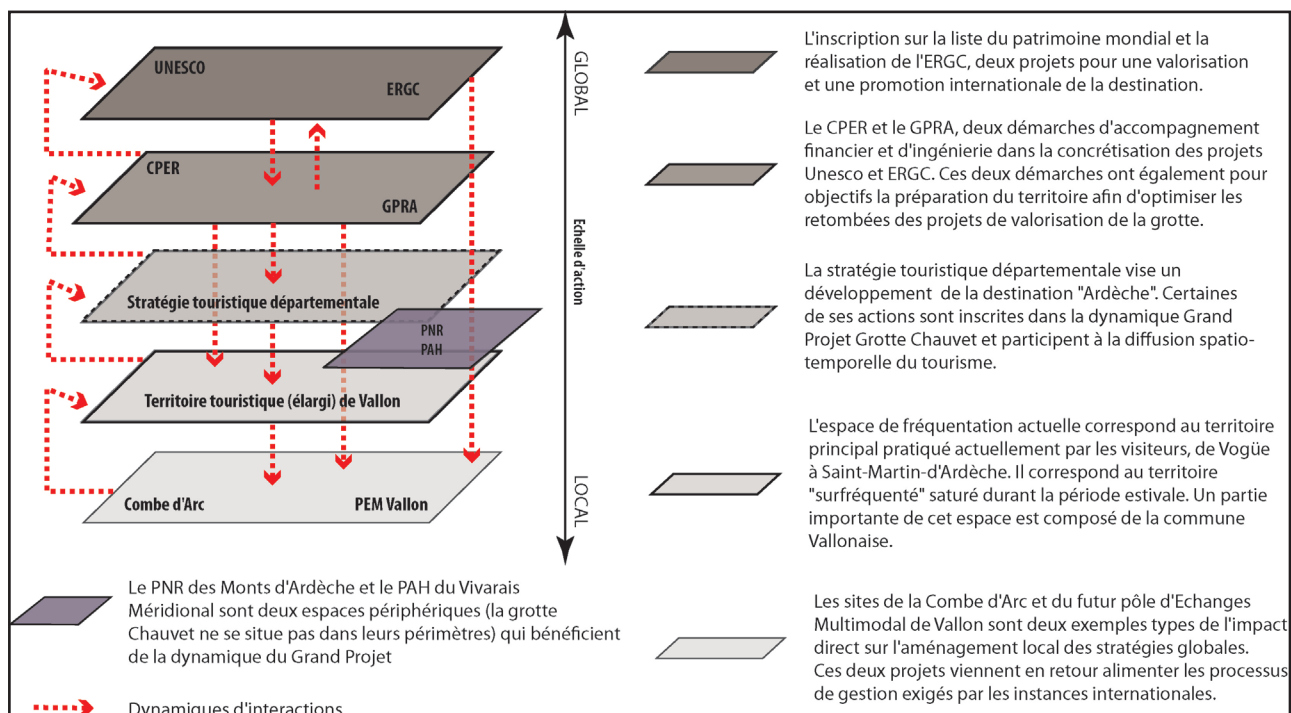 UNESCO
ERGC
CPER
GPRA
Stratégie touristique départementale
PNR
PAH
Territoire touristique (élargi) de Vallon
Combe d'Arc
PEM Vallon
GLOBAL
Echelle d'action
LOCAL
L'inscription sur la liste du patrimoine mondial et la
réalisation de l'ERGC, deux projets pour une valorisation
et une promotion internationale de la destination.
Le CPER et le GPRA, deux démarches d'accompagnement
financier et d'ingénierie dans la concrétisation des projets
Unesco et ERGC. Ces deux démarches ont également pour
objectifs la préparation du territoire afin d'optimiser les
retombées des projets de valorisation de la grotte.
La stratégie touristique départementale vise un
développement de la destination "Ardèche". Certaines
de ses actions sont inscrites dans la dynamique Grand
Projet Grotte Chauvet et participent à la diffusion spatio-
temporelle du tourisme.
L'espace de fréquentation actuelle correspond au territoire
principal pratiqué actuellement par les visiteurs, de Vogüe
à Saint-Martin-d'Ardèche. Il correspond au territoire
"surfréquenté" saturé durant la période estivale. Un partie
importante de cet espace est composé de la commune
Vallonaise.
Les sites de la Combe d'Arc et du futur pôle d'Echanges
Multimodal de Vallon sont deux exemples types de l'impact
direct sur l'aménagement local des stratégies globales.
Ces deux projets viennent en retour alimenter les processus
de gestion exigés par les instances internationales.
Le PNR des Monts d'Ardèche et le PAH du Vivarais
Méridional sont deux espaces périphériques (la grotte
Chauvet ne se situe pas dans leurs périmètres) qui bénéficient
de la dynamique du Grand Projet
Dynamiques d'interactions